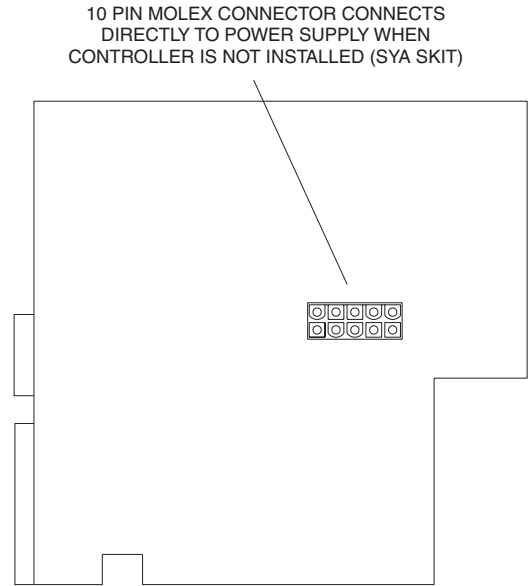 10 PIN MOLEX CONNECTOR CONNECTS
DIRECTLY TO POWER SUPPLY WHEN
CONTROLLER IS NOT INSTALLED (SYA SKIT)